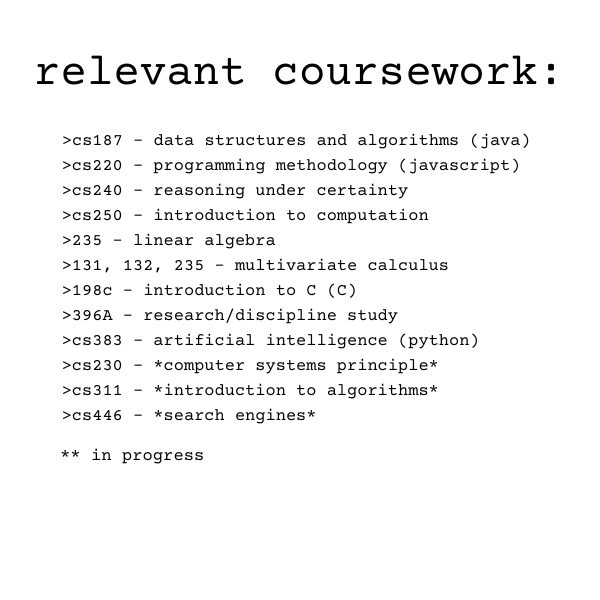 relevant coursework:
>cs187 - data structures and algorithms (java)
>cs220 - programming methodology (javascript)
>cs240 - reasoning under certainty
>cs250 - introduction to computation
>235 - linear algebra
>131, 132, 235 - multivariate calculus
>198c - introduction to C (C)
>396A - research/discipline study
>cs383 - artificial intelligence (python)
>cs230 - *computer systems principle*
>cs311 - *introduction to algorithms*
>cs446 - *search engines*
** in progress